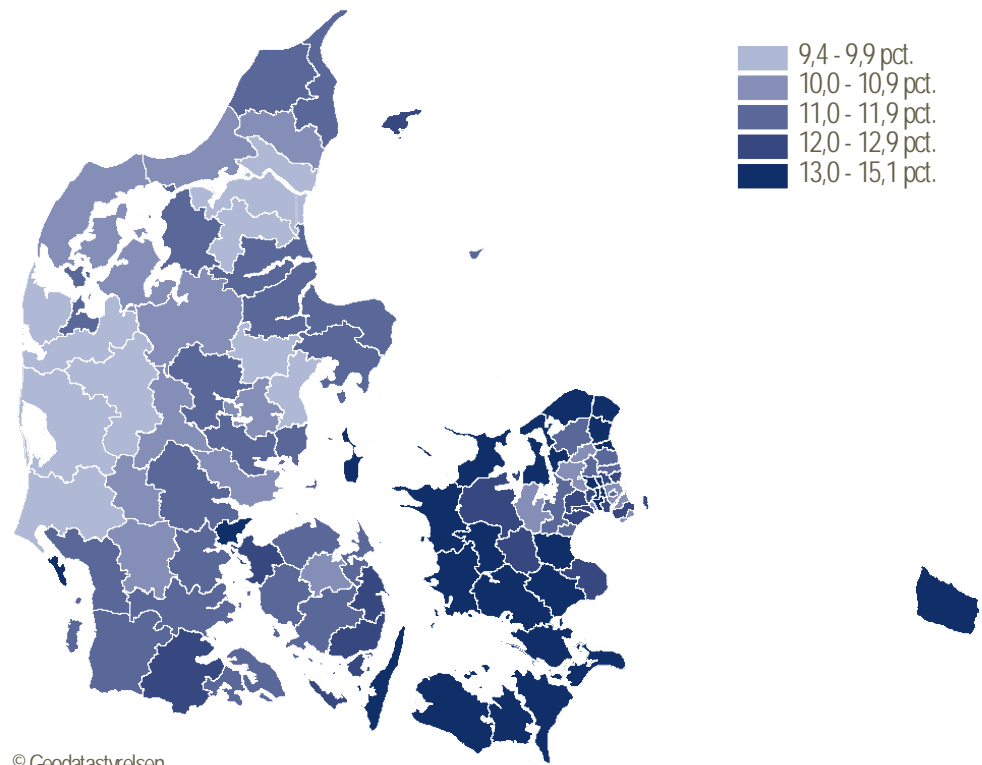 9,4 - 9,9 pct.
10,0 - 10,9 pct.
11,0 - 11,9 pct.
12,0 - 12,9 pct.
13,0 - 15,1 pct.
© Geodatastyrelsen